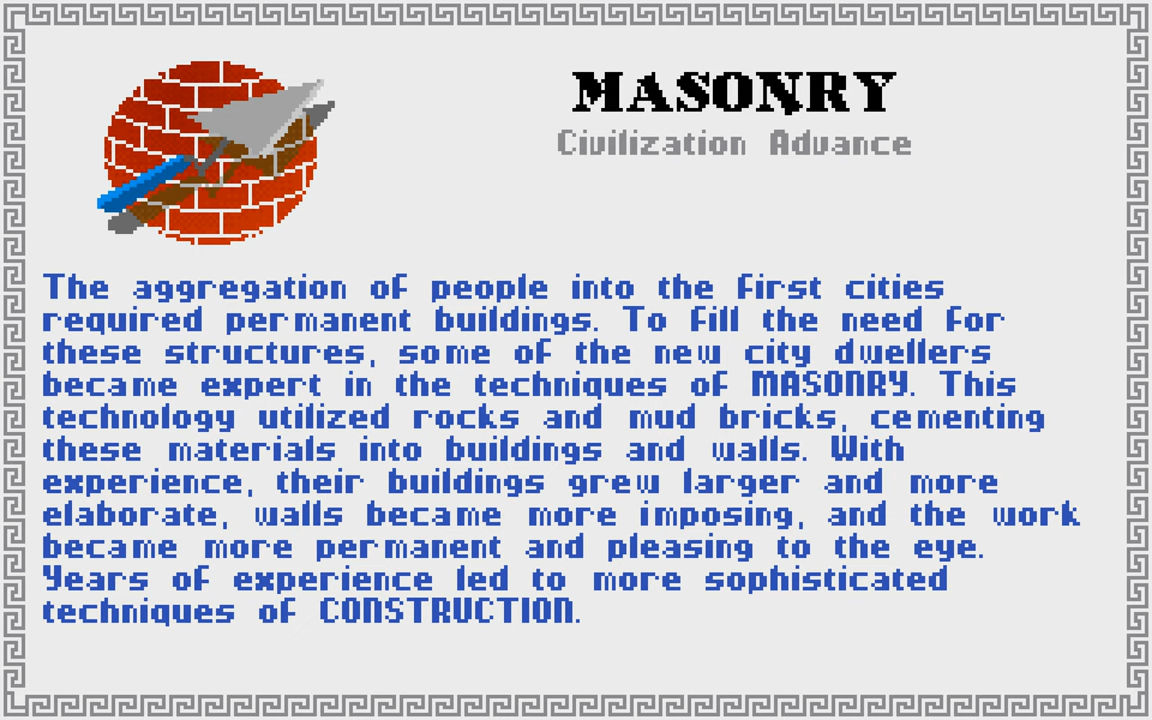 MASONRY
Civilization Advance
The aggregation of people into the first cities
required permanent buildings. To fill the need for
these structures, some of the new city dwellers
became expert in the techniques of MASONRY. This
technology utilized rocks and mud bricks, cementing
these materials into buildings and walls. With
experience, their buildings grew larger and more
elaborate, walls became more imposing, and the work
became more permanent and pleasing to the eye.
Years of experience led to more sophisticated
techniques of CONSTRUCTION.